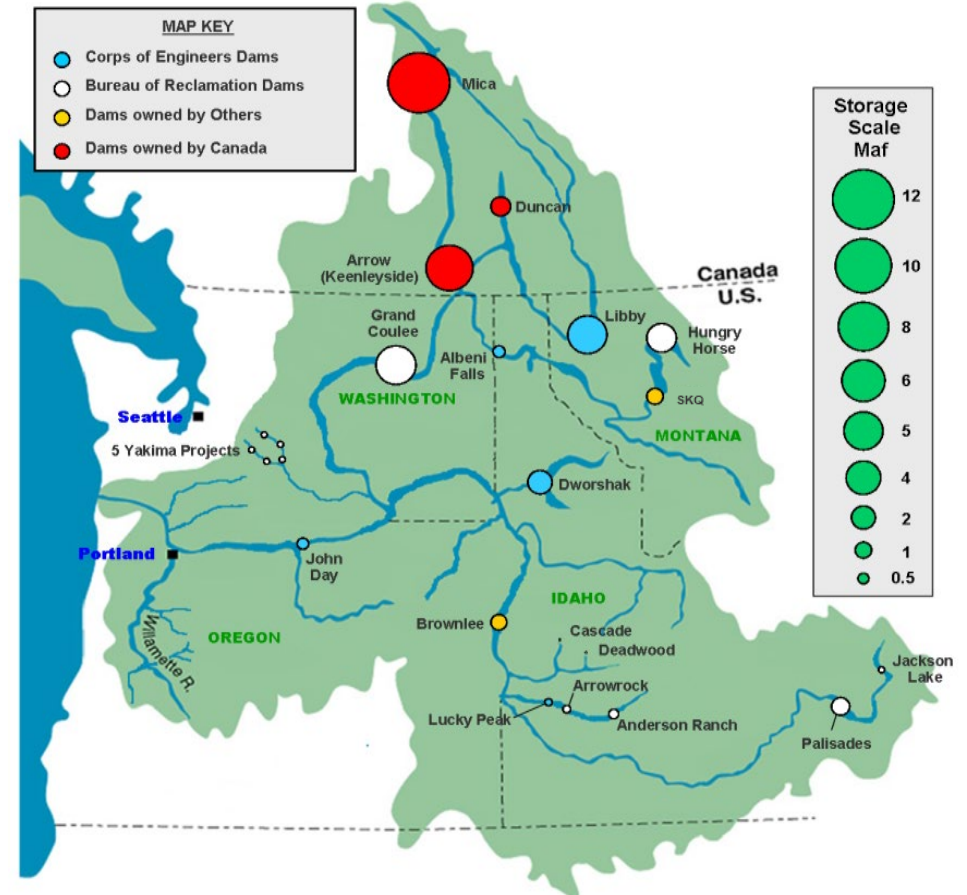 MAP KEY
Corps of Engineers Dams
Bureau of Reclamation Dams
Dams owned by Others
Dams owned by Canada
Storage
Scale
Maf
12
10
8
6
5
4
2
1
0.5
Mica
Duncan
Arrow
(Keenleyside)
Canada
U.S.
Grand
Coulee
Libby
Hungry
Horse
Albeni
Falls
WASHINGTON
SKQ
Seattle
MONTANA
5 Yakima Projects
Dworshak
Portland
John
Day
IDAHO
Brownlee
OREGON
Willamette R.
Cascade
Deadwood
Jackson
Lake
Arrowrock
Lucky Peak
Anderson Ranch
Palisades